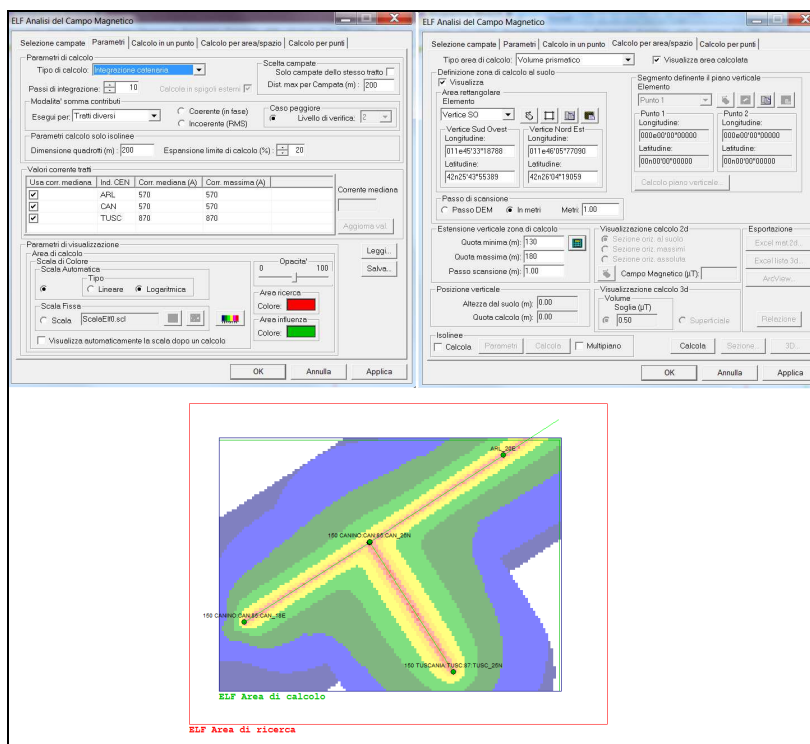 ELF Analisi del Campo Magnetico
Selezione campate
Parametri
Calcolo in un punto
Calcolo per area/spazio
Calcolo per punti
Parametri di calcolo
Tipo di calcolo: Integrazione catenaria
Passi di integrazione: 10
Calcola in spigoli esterni
Scelta campate
Solo campate dello stesso tratto
Dist. max per Campata (m) : 200
Modalita' somma contributi
Esegui per: Tratti diversi
Coerente (in fase)
Incoerente (RMS)
Caso peggiore
Livello di verifica: 2
Parametri calcolo solo isolinee
Dimensione quadrotti (m) : 200
Espansione limite di calcolo (%) : 20
Valori corrente tratti
Usa corr. mediana Ind. CEN Corr. mediana (A) Corr. massima (A)
ARL 570 570
CAN 570 570
TUSC 870 870
Corrente mediana
Aggiorna val.
Parametri di visualizzazione
Area di calcolo
Scala di Colore
Scala Automatica
Tipo
Lineare
Logaritmica
Scala Fissa
Scala ScalaElf0.scl
Visualizza automaticamente la scala dopo un calcolo
Opacita'
0 100
Area ricerca
Colore:
Area influenza
Colore:
Leggi...
Salva...
OK
Annulla
Applica
ELF Analisi del Campo Magnetico
Selezione campate
Parametri
Calcolo in un punto
Calcolo per area/spazio
Calcolo per punti
Tipo area di calcolo: Volume prismatico
Visualizza area calcolata
Definizione zona di calcolo al suolo
Visualizza
Area rettangolare
Elemento
Vertice SO
Vertice Sud Ovest
Longitudine:
011e45'33"18788
Latitudine:
42n25'43"55389
Vertice Nord Est
Longitudine:
011e46'05"77090
Latitudine:
42n26'04"19059
Segmento definente il piano verticale
Elemento
Punto 1
Punto 1
Longitudine:
000e00'00"00000
Latitudine:
00n00'00"00000
Punto 2
Longitudine:
000e00'00"00000
Latitudine:
00n00'00"00000
Calcolo piano verticale...
Passo di scansione
Passo DEM
In metri
Metri: 1.00
Estensione verticale zona di calcolo
Quota minima (m): 130
Quota massima (m): 180
Passo scansione (m): 1.00
Visualizzazione calcolo 2d
Sezione oriz. al suolo
Sezione oriz. massimi
Sezione oriz. assoluta
Campo Magnetico (µT):
Esportazione
Excel mat.2d...
Excel lista 3d...
ArcView...
Relazione
Posizione verticale
Altezza dal suolo (m): 0.00
Quota calcolo (m): 0.00
Visualizzazione calcolo 3d
Volume
Soglia (µT)
0.50
Superficiale
Isolinee
Calcola
Parametri
Calcola
Multipiano
Calcola
Sezione...
3D...
OK
Annulla
Applica
ARL_20E
150 CANINO:CAN:86:CAN_25N
150 CANINO:CAN:86:CAN_18E
150 TUSCANIA:TUSC:97:TUSC_25N
ELF Area di calcolo
ELF Area di ricerca